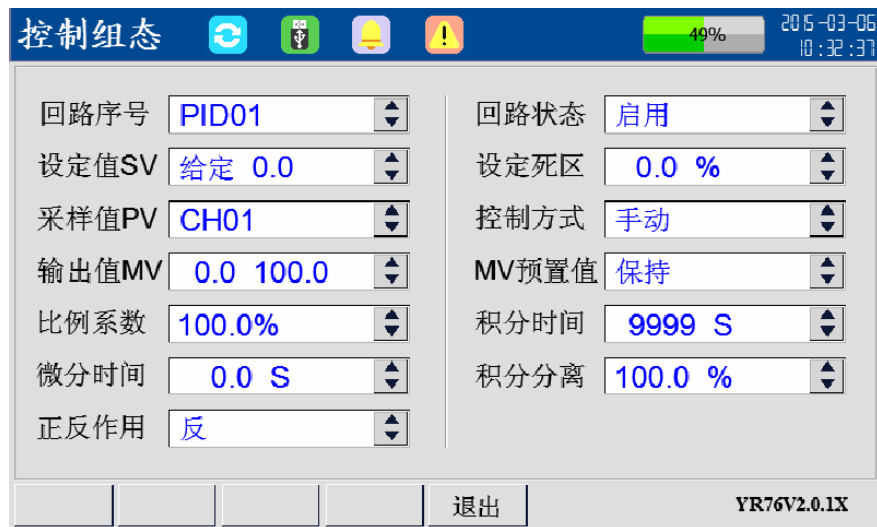 控制组态 49% 2015-03-06
10:32:37
回路序号 PID01 回路状态 启用
设定值SV 给定 0.0 设定死区 0.0 %
采样值PV CH01 控制方式 手动
输出值MV 0.0 100.0 MV预置值 保持
比例系数 100.0% 积分时间 9999 S
微分时间 0.0 S 积分分离 100.0 %
正反作用 反
退出 YR76V2.0.1X